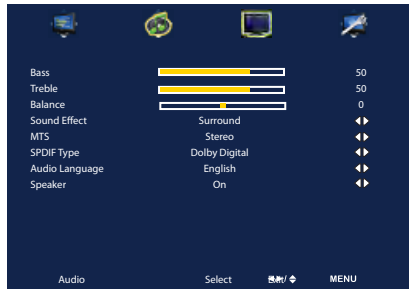 Bass 50
Treble 50
Balance 0
Sound Effect Surround
MTS Stereo
SPDIF Type Dolby Digital
Audio Language English
Speaker On
Audio Select MENU